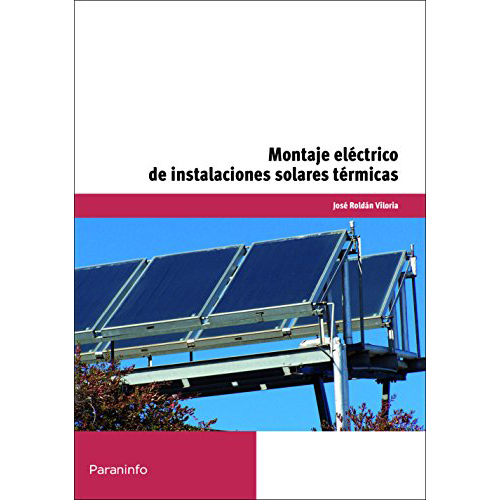 Montaje eléctrico
de instalaciones solares térmicas
José Roldán Viloria
Paraninfo